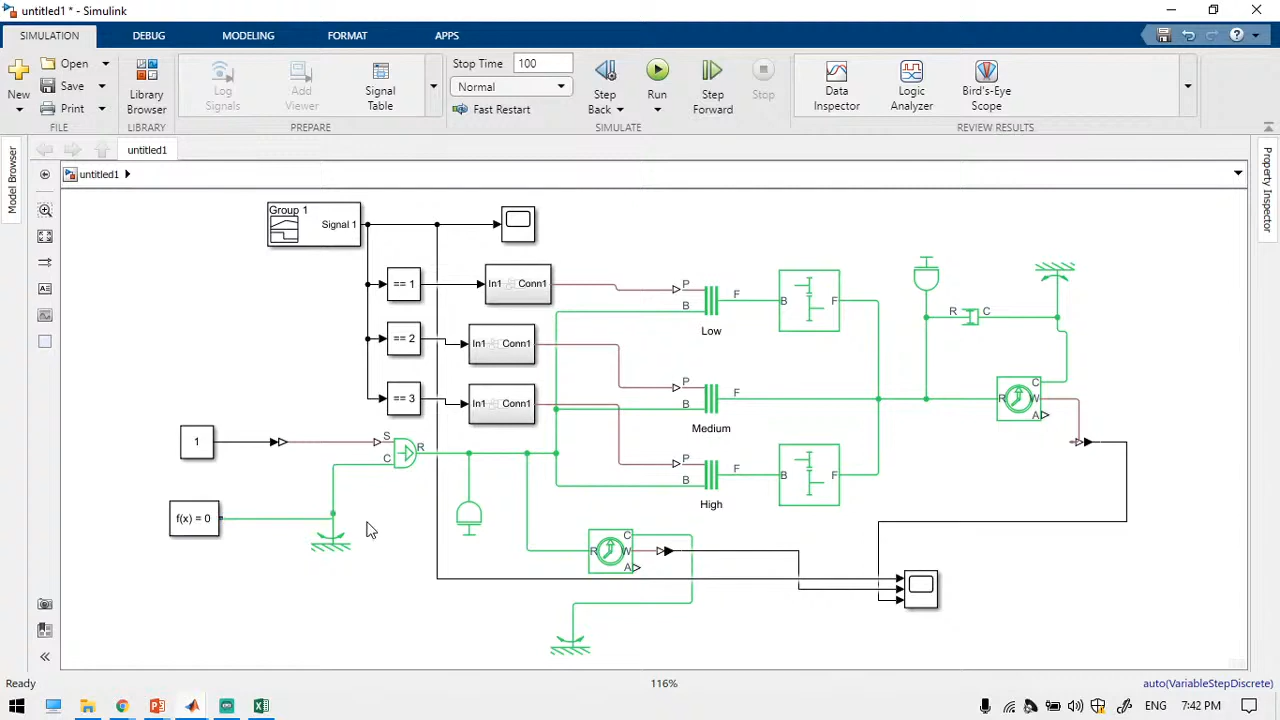 untitled1 * - Simulink
SIMULATION DEBUG MODELING FORMAT APPS
New
Open
Save
Print
FILE
Library
Browser
LIBRARY
Log
Signals
Add
Viewer
Signal
Table
PREPARE
Stop Time 100
Normal
Fast Restart
Step
Back
Run
Step
Forward
Stop
SIMULATE
Data
Inspector
Logic
Analyzer
Bird's-Eye
Scope
REVIEW RESULTS
untitled1
untitled1
Model Browser
Property Inspector
Group 1
Signal 1
== 1
In1 Conn1
P
B
F
Low
B F
== 2
In1 Conn1
== 3
In1 Conn1
P
B
F
Medium
R C
C
R W
A
1
S
C
R
P
B
F
High
B F
f(x) = 0
C
R W
A
Ready
116%
auto(VariableStepDiscrete)
ENG
7:42 PM